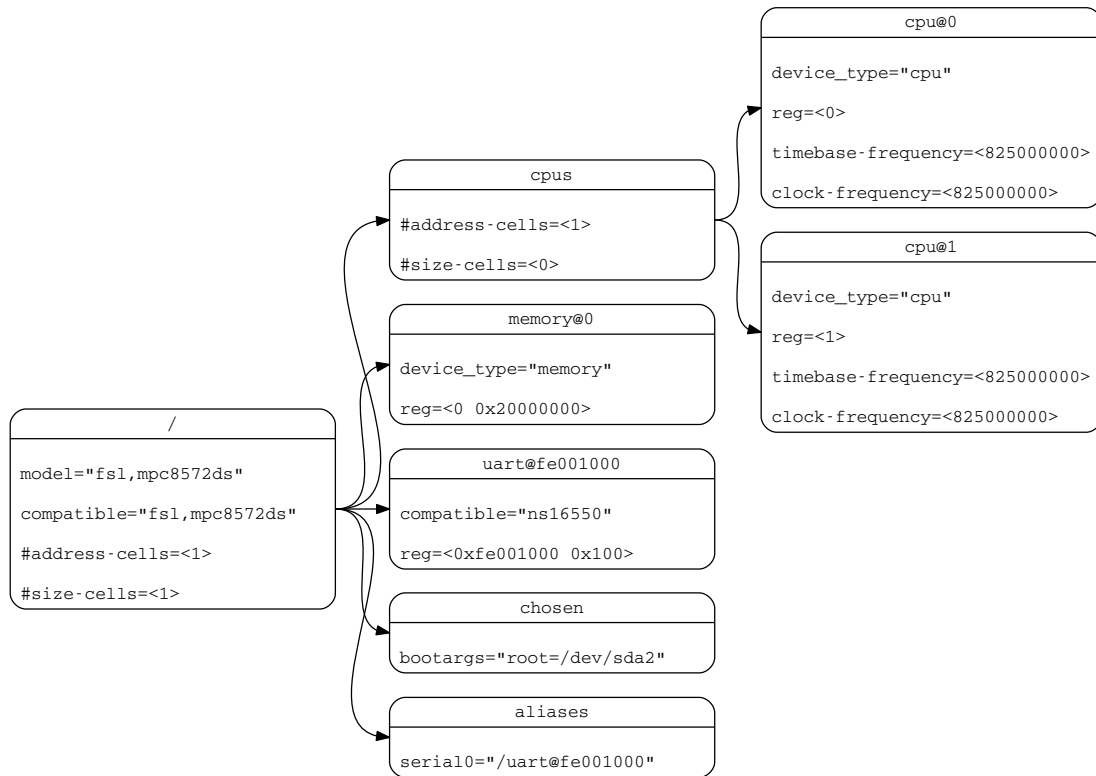 /
model="fsl,mpc8572ds"
compatible="fsl,mpc8572ds"
#address-cells=<1>
#size-cells=<1>
cpus
#address-cells=<1>
#size-cells=<0>
memory@0
device_type="memory"
reg=<0 0x20000000>
uart@fe001000
compatible="ns16550"
reg=<0xfe001000 0x100>
chosen
bootargs="root=/dev/sda2"
aliases
serial0="/uart@fe001000"
cpu@0
device_type="cpu"
reg=<0>
timebase-frequency=<825000000>
clock-frequency=<825000000>
cpu@1
device_type="cpu"
reg=<1>
timebase-frequency=<825000000>
clock-frequency=<825000000>